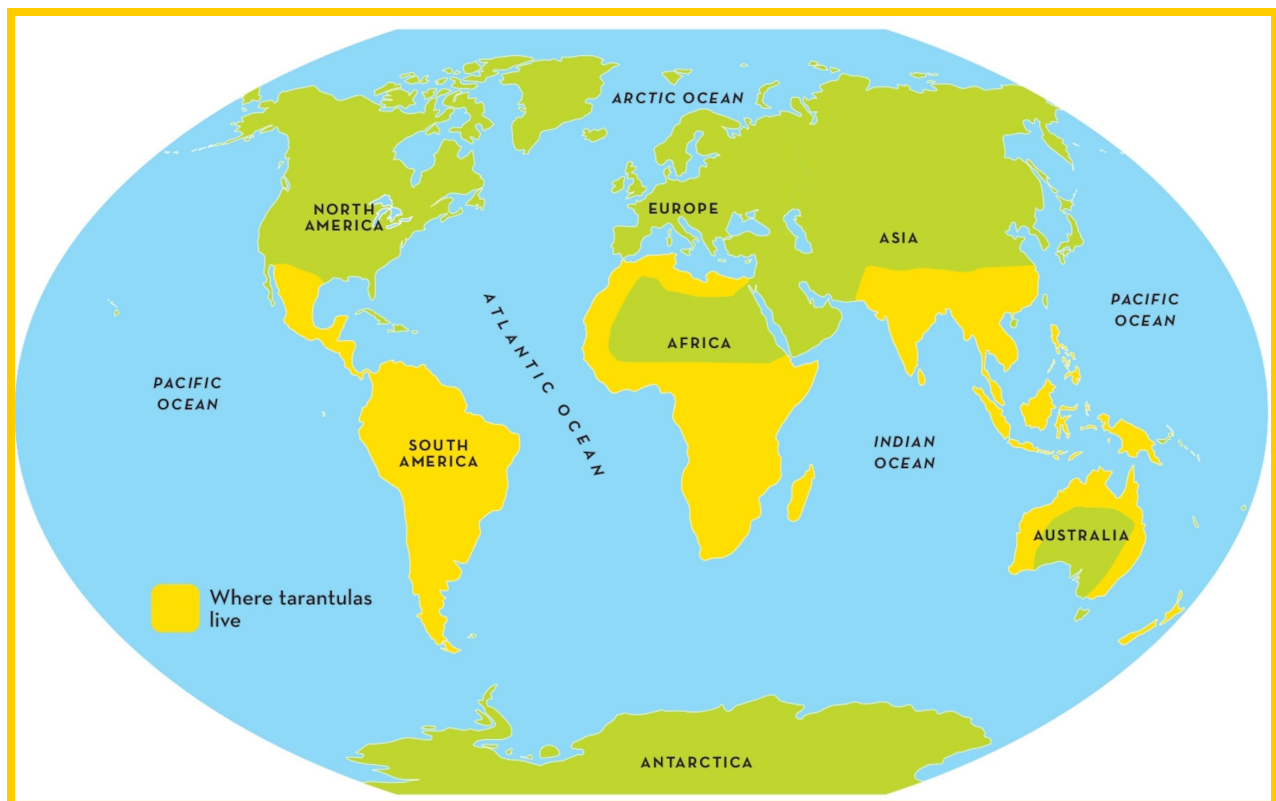 ARCTIC OCEAN
NORTH
AMERICA
EUROPE
ASIA
ATLANTIC OCEAN
PACIFIC
OCEAN
AFRICA
PACIFIC
OCEAN
SOUTH
AMERICA
INDIAN
OCEAN
AUSTRALIA
Where tarantulas
live
ANTARCTICA